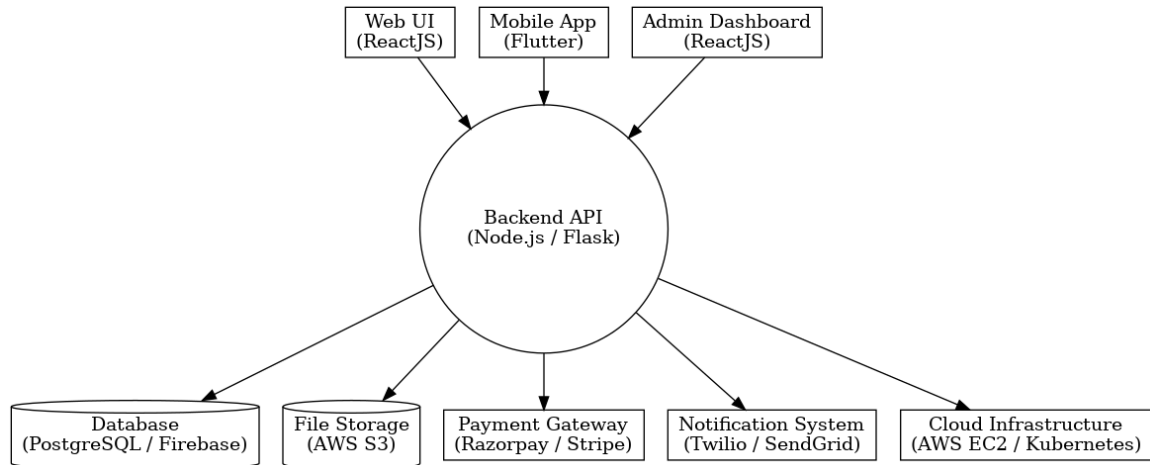 Web UI
(ReactJS)
Mobile App
(Flutter)
Admin Dashboard
(ReactJS)
Backend API
(Node.js / Flask)
Database
(PostgreSQL / Firebase)
File Storage
(AWS S3)
Payment Gateway
(Razorpay / Stripe)
Notification System
(Twilio / SendGrid)
Cloud Infrastructure
(AWS EC2 / Kubernetes)